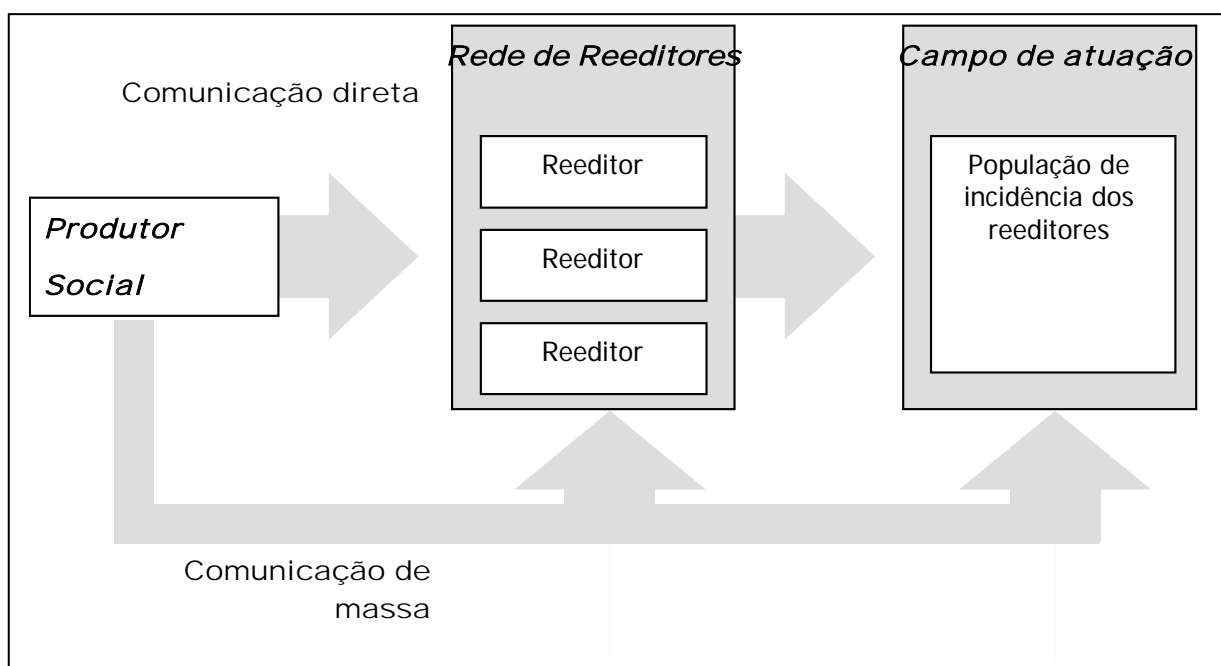 Rede de Reeditores
Campo de atuação
Comunicação direta
Reeditor
População de
incidência dos
reeditores
Produtor
Social
Reeditor
Reeditor
Comunicação de
massa